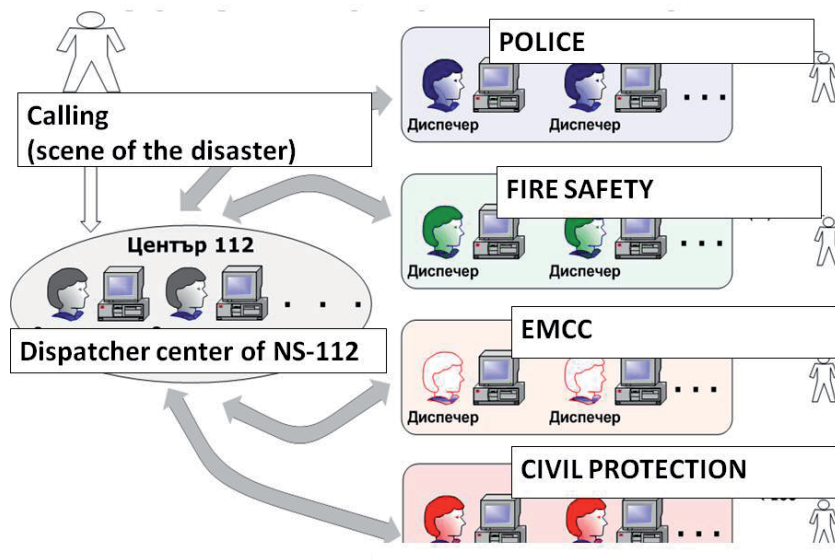 POLICE
Диспечер
Диспечер
Calling
(scene of the disaster)
FIRE SAFETY
Диспечер
Диспечер
Център 112
Dispatcher center of NS-112
EMCC
Диспечер
Диспечер
CIVIL PROTECTION